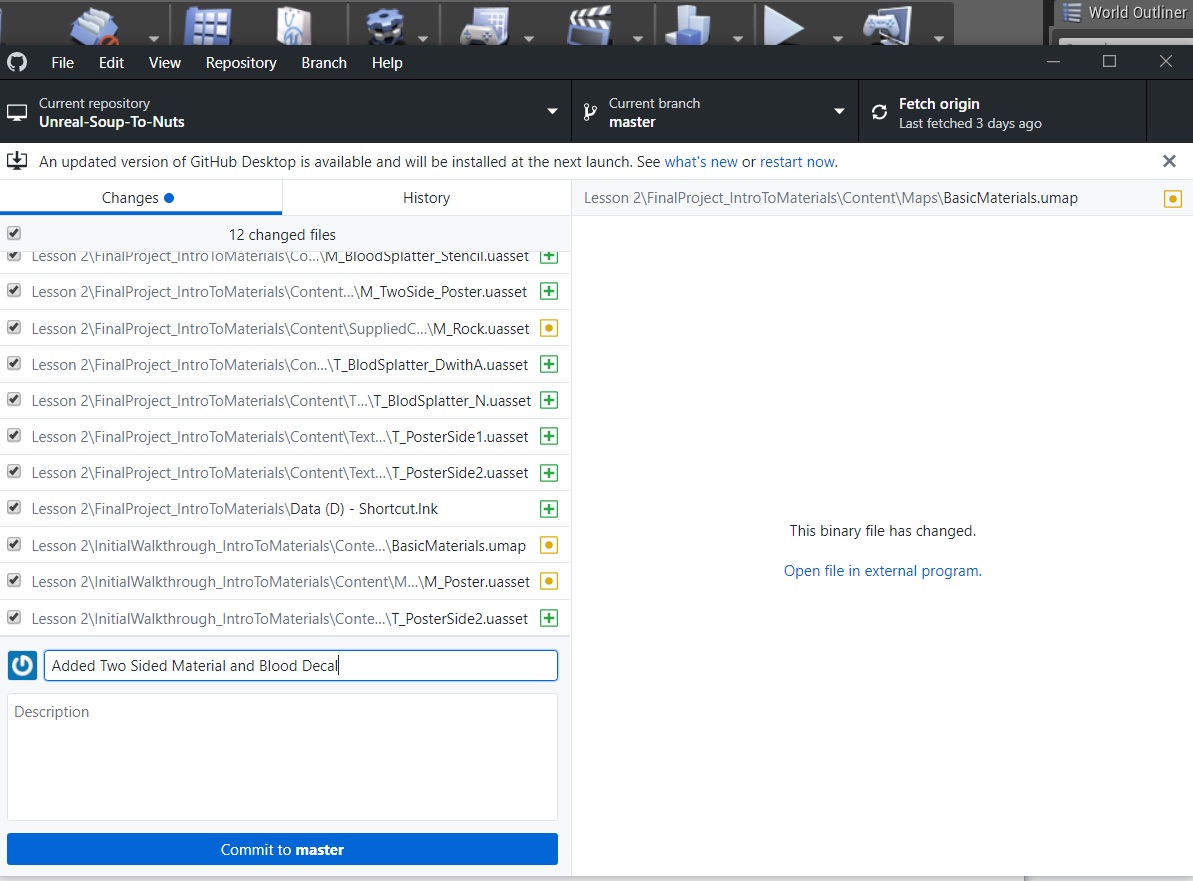 World Outliner
File Edit View Repository Branch Help
Current repository
Unreal-Soup-To-Nuts
Current branch
master
Fetch origin
Last fetched 3 days ago
An updated version of GitHub Desktop is available and will be installed at the next launch. See what's new or restart now.
Changes
History
Lesson 2\FinalProject_IntroToMaterials\Content\Maps\BasicMaterials.umap
12 changed files
Lesson 2\FinalProject_IntroToMaterials\Co...\M_BloodSplatter_Stencil.uasset
Lesson 2\FinalProject_IntroToMaterials\Content...\M_TwoSide_Poster.uasset
Lesson 2\FinalProject_IntroToMaterials\Content\SuppliedC...\M_Rock.uasset
Lesson 2\FinalProject_IntroToMaterials\Con...\T_BlodSplatter_DwithA.uasset
Lesson 2\FinalProject_IntroToMaterials\Content\T...\T_BlodSplatter_N.uasset
Lesson 2\FinalProject_IntroToMaterials\Content\Text...\T_PosterSide1.uasset
Lesson 2\FinalProject_IntroToMaterials\Content\Text...\T_PosterSide2.uasset
Lesson 2\FinalProject_IntroToMaterials\Data (D) - Shortcut.lnk
Lesson 2\InitialWalkthrough_IntroToMaterials\Conte...\BasicMaterials.umap
Lesson 2\InitialWalkthrough_IntroToMaterials\Content\M...\M_Poster.uasset
Lesson 2\InitialWalkthrough_IntroToMaterials\Conte...\T_PosterSide2.uasset
This binary file has changed.
Open file in external program.
Added Two Sided Material and Blood Decal
Description
Commit to master